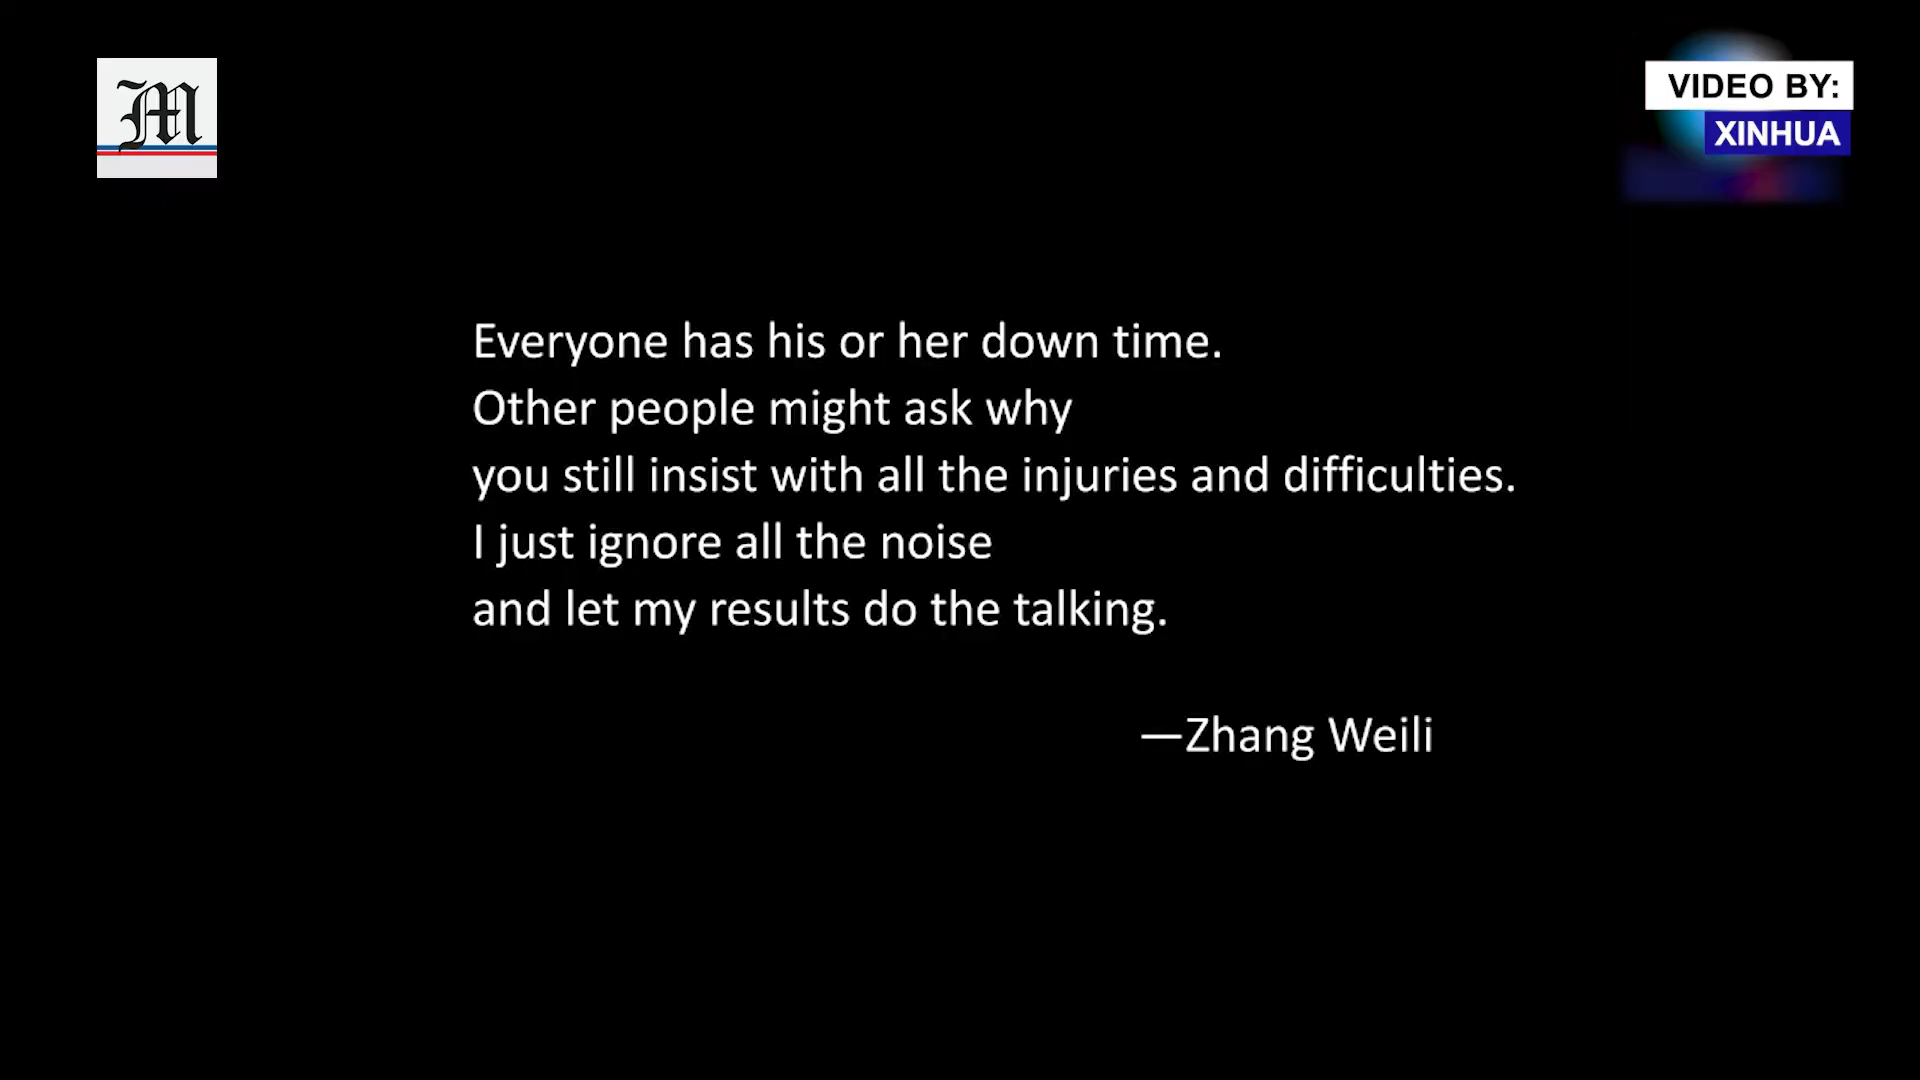 M
VIDEO BY:
XINHUA
Everyone has his or her down time.
Other people might ask why
you still insist with all the injuries and difficulties.
I just ignore all the noise
and let my results do the talking.
—Zhang Weili